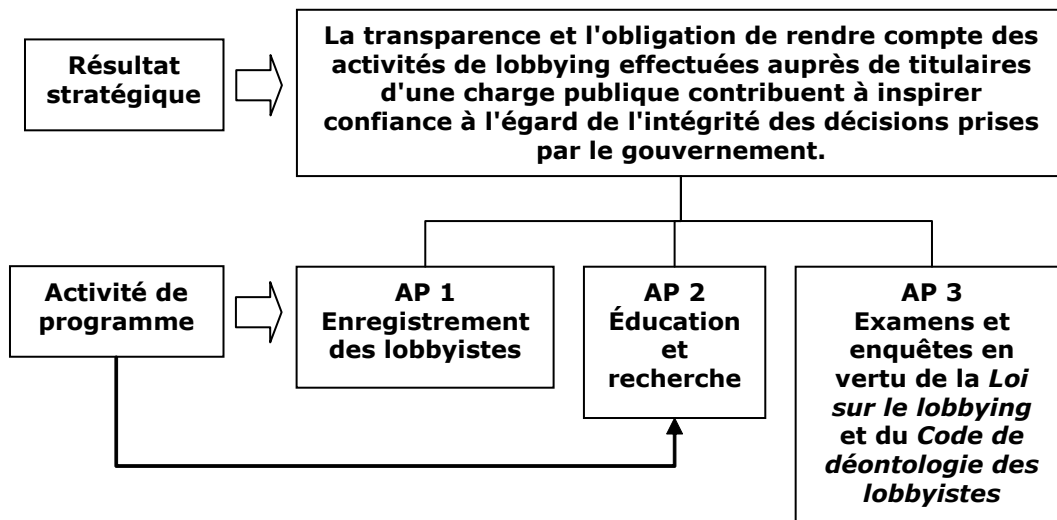 Résultat
stratégique
La transparence et l'obligation de rendre compte des
activités de lobbying effectuées auprès de titulaires
d'une charge publique contribuent à inspirer
confiance à l'égard de l'intégrité des décisions prises
par le gouvernement.
Activité de
programme
AP 1
Enregistrement
des lobbyistes
AP 2
Éducation
et
recherche
AP 3
Examens et
enquêtes en
vertu de la Loi
sur le lobbying
et du Code de
déontologie des
lobbyistes